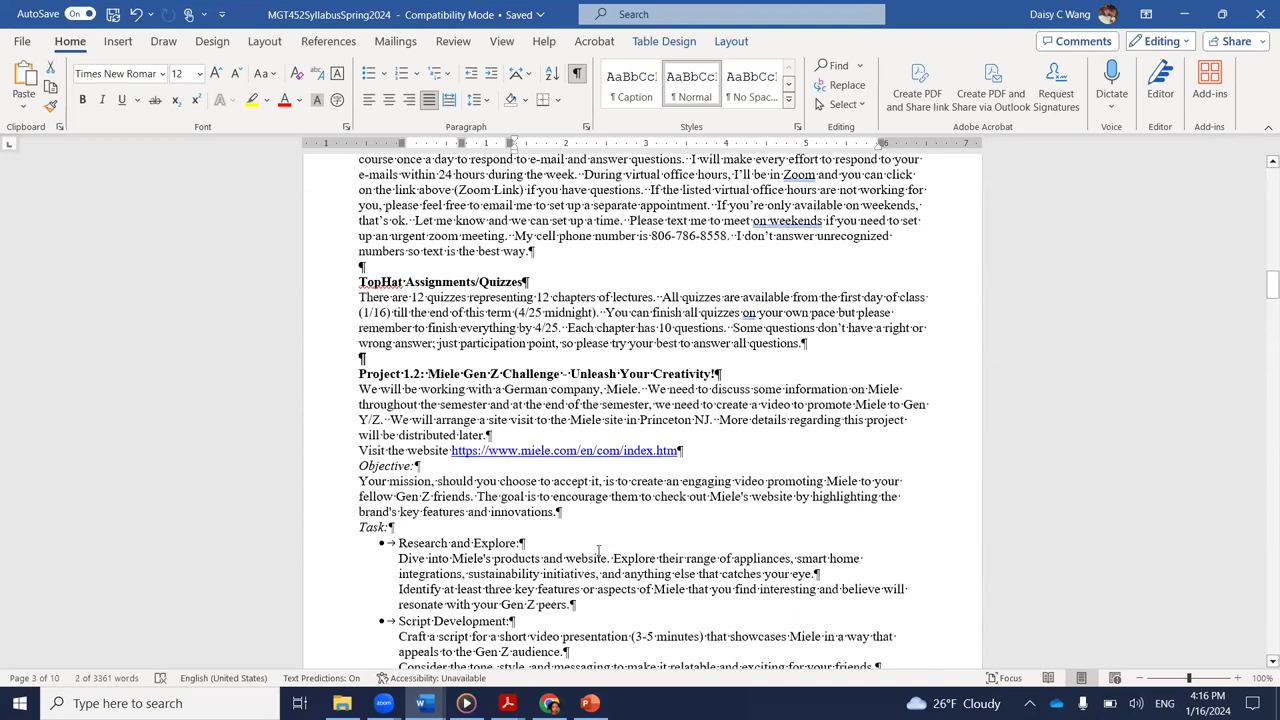 AutoSave On MGT452SyllabusSpring2024 - Compatibility Mode • Saved Search Daisy C Wang
File Home Insert Draw Design Layout References Mailings Review View Help Acrobat Table Design Layout Comments Editing Share
Times New Roman 12 AaBbCc AaBbCc AaBbCc Find
Replace
Select
Paste Caption Normal No Spac... Create PDF and Share link Create PDF and Share via Outlook Request Signatures Dictate Editor Add-ins
Clipboard Font Paragraph Styles Editing Adobe Acrobat Voice Editor Add-ins
1 1 2 3 4 5 6 7
course once a day to respond to e-mail and answer questions. I will make every effort to respond to your
e-mails within 24 hours during the week. During virtual office hours, I'll be in Zoom and you can click
on the link above (Zoom Link) if you have questions. If the listed virtual office hours are not working for
you, please feel free to email me to set up a separate appointment. If you're only available on weekends,
that's ok. Let me know and we can set up a time. Please text me to meet on weekends if you need to set
up an urgent zoom meeting. My cell phone number is 806-786-8558. I don't answer unrecognized
numbers so text is the best way.¶
¶
TopHat Assignments/Quizzes¶
There are 12 quizzes representing 12 chapters of lectures. All quizzes are available from the first day of class
(1/16) till the end of this term (4/25 midnight). You can finish all quizzes on your own pace but please
remember to finish everything by 4/25. Each chapter has 10 questions. Some questions don't have a right or
wrong answer; just participation point, so please try your best to answer all questions.¶
¶
Project 1.2: Miele Gen Z Challenge - Unleash Your Creativity!¶
We will be working with a German company, Miele. We need to discuss some information on Miele
throughout the semester and at the end of the semester, we need to create a video to promote Miele to Gen
Y/Z. We will arrange a site visit to the Miele site in Princeton NJ. More details regarding this project
will be distributed later.¶
Visit the website https://www.miele.com/en/com/index.htm¶
Objective:¶
Your mission, should you choose to accept it, is to create an engaging video promoting Miele to your
fellow Gen Z friends. The goal is to encourage them to check out Miele's website by highlighting the
brand's key features and innovations.¶
Task:¶
• → Research and Explore:¶
Dive into Miele's products and website. Explore their range of appliances, smart home
integrations, sustainability initiatives, and anything else that catches your eye.¶
Identify at least three key features or aspects of Miele that you find interesting and believe will
resonate with your Gen Z peers.¶
• → Script Development:¶
Craft a script for a short video presentation (3-5 minutes) that showcases Miele in a way that
appeals to the Gen Z audience.¶
Consider the tone, style, and messaging to make it relatable and exciting for your friends.¶
Page 3 of 10 2 of 3361 words English (United States) Text Predictions: On Accessibility: Unavailable Focus 100%
Type here to search zoom 26°F Cloudy 4:16 PM
1/16/2024